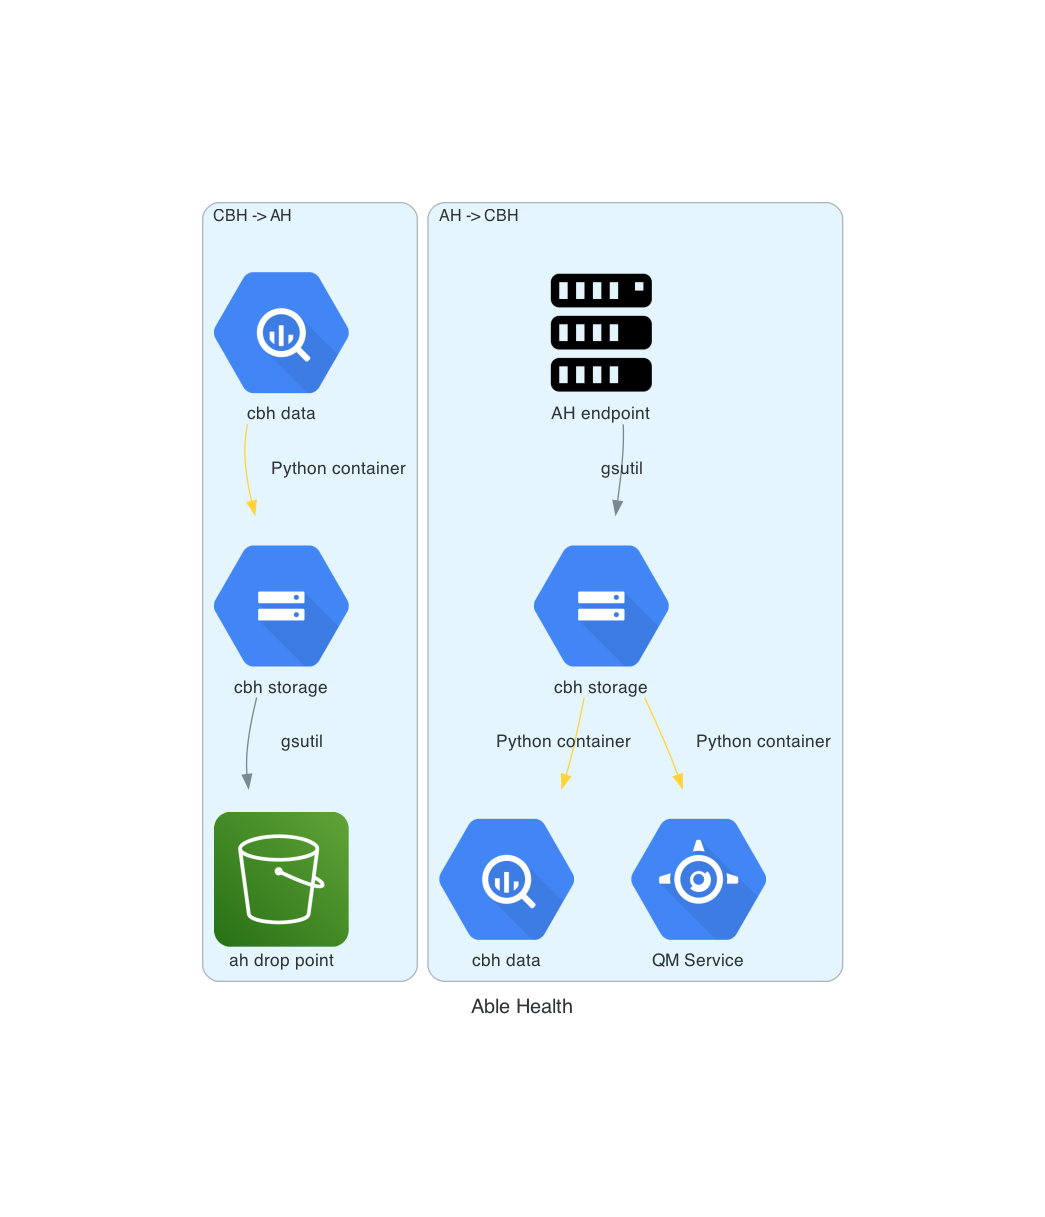 CBH -> AH
cbh data
Python container
cbh storage
gsutil
ah drop point
AH -> CBH
AH endpoint
gsutil
cbh storage
Python container
Python container
cbh data
QM Service
Able Health